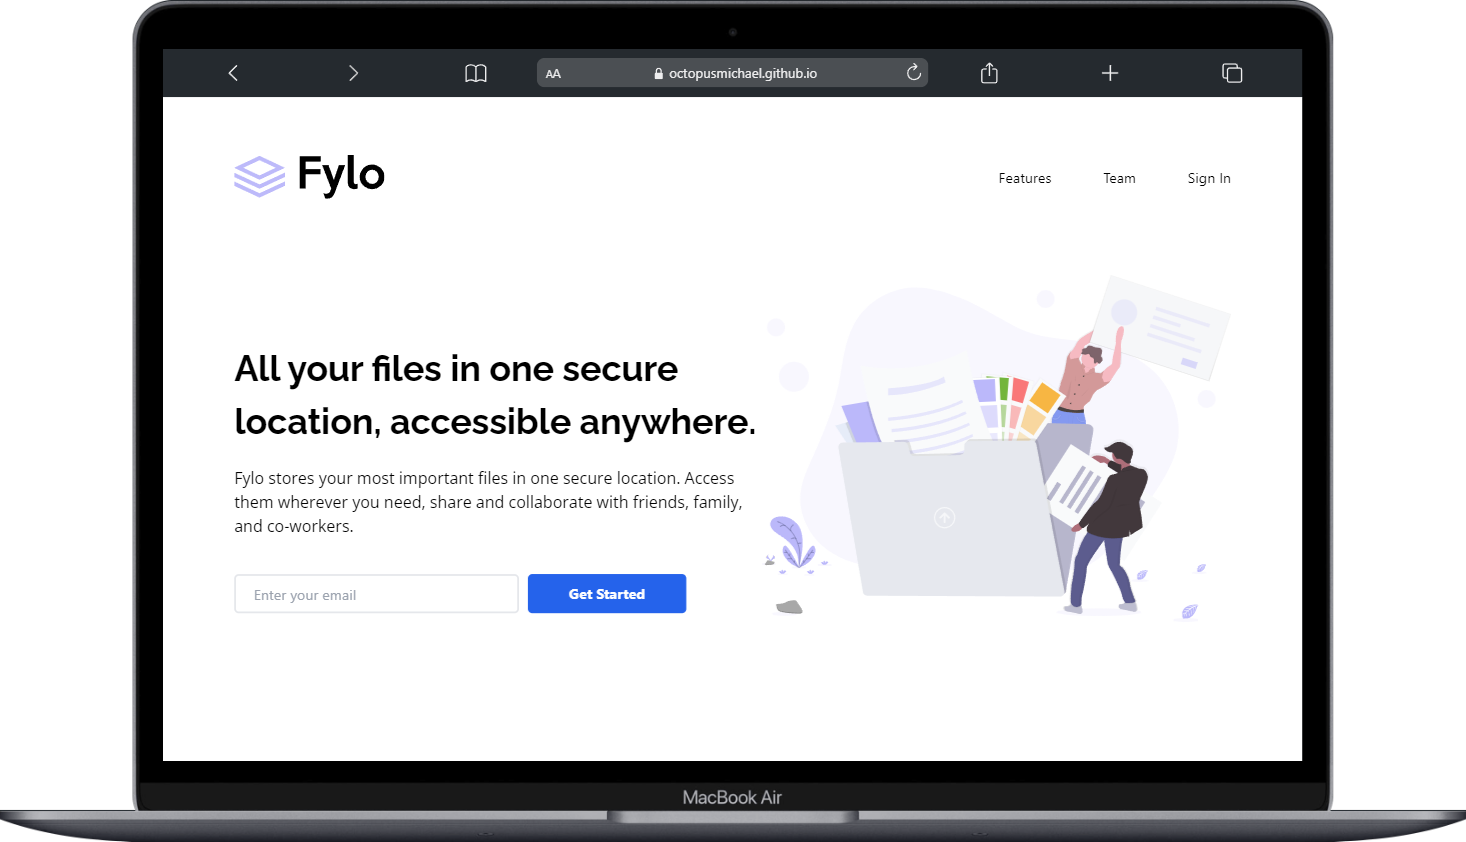 AA octopusmichael.github.io
Fylo
Features Team Sign In
All your files in one secure
location, accessible anywhere.
Fylo stores your most important files in one secure location. Access
them wherever you need, share and collaborate with friends, family,
and co-workers.
Enter your email Get Started
MacBook Air